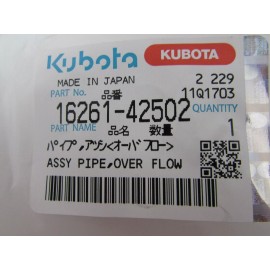 Kubota KUBOTA
MADE IN JAPAN 2 229
PART No. 品番 11Q1703
16261-42502 QUANTITY
PART NAME 品名 数量 1
パイプ,アッシ<オーバフロー>
ASSY PIPE,OVER FLOW